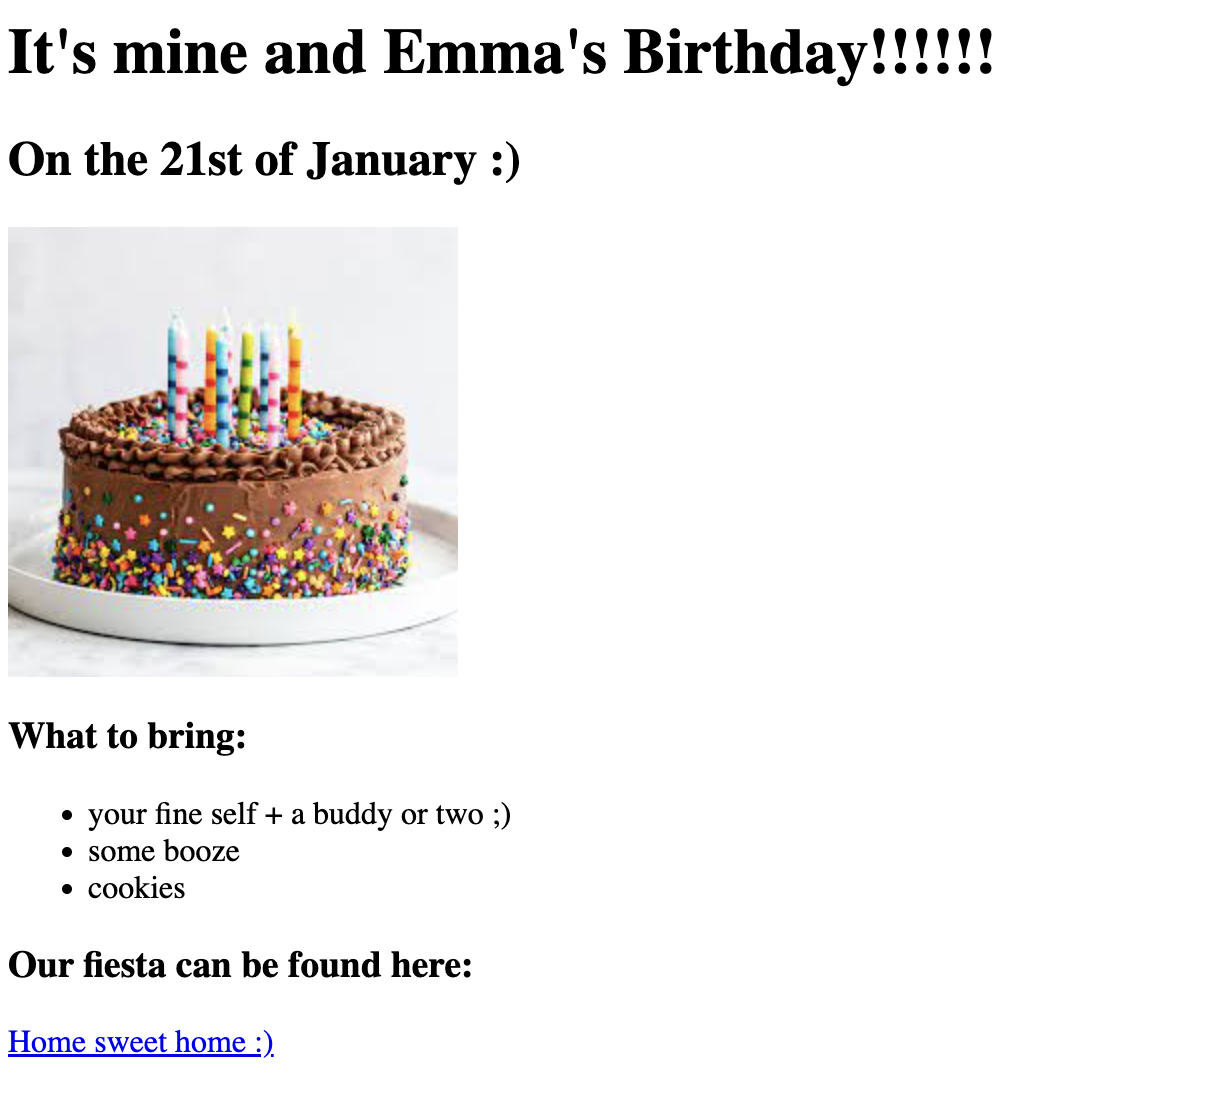 It's mine and Emma's Birthday!!!!!!
On the 21st of January :)
What to bring:
your fine self + a buddy or two ;)
some booze
cookies
Our fiesta can be found here:
Home sweet home :)